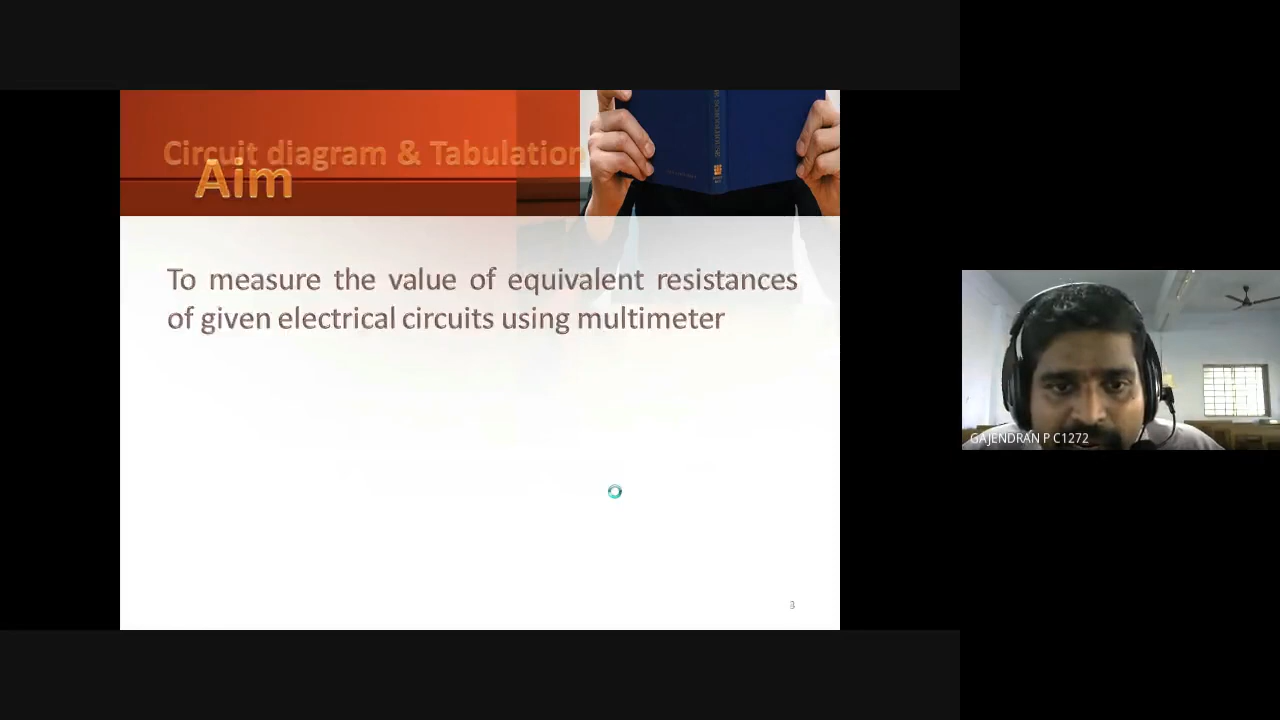 Circuit diagram & Tabulation
Aim
To measure the value of equivalent resistances
of given electrical circuits using multimeter
GAJENDRAN P C1272